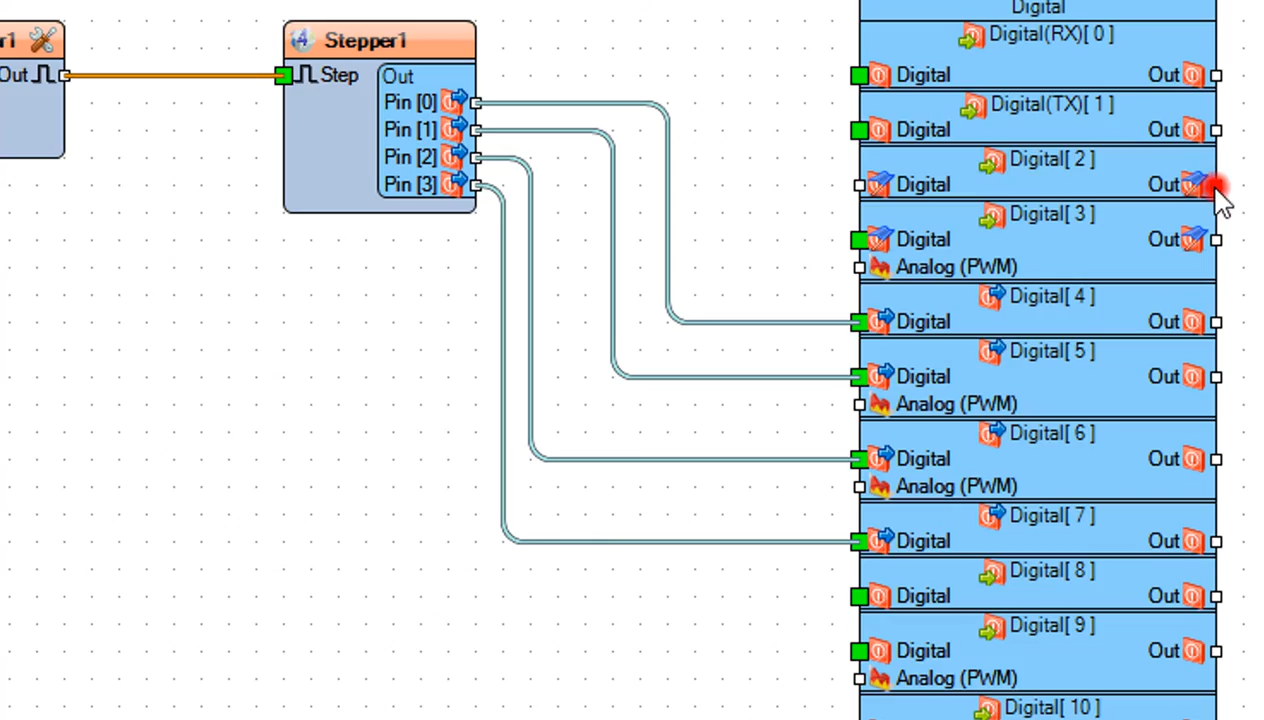 r1
Out
Stepper1
Step
Out
Pin [0]
Pin [1]
Pin [2]
Pin [3]
Digital
Digital(RX)[ 0 ]
Digital Out
Digital(TX)[ 1 ]
Digital Out
Digital[ 2 ]
Digital Out
Digital[ 3 ]
Digital Out
Analog (PWM)
Digital[ 4 ]
Digital Out
Digital[ 5 ]
Digital Out
Analog (PWM)
Digital[ 6 ]
Digital Out
Analog (PWM)
Digital[ 7 ]
Digital Out
Digital[ 8 ]
Digital Out
Digital[ 9 ]
Digital Out
Analog (PWM)
Digital[ 10 ]